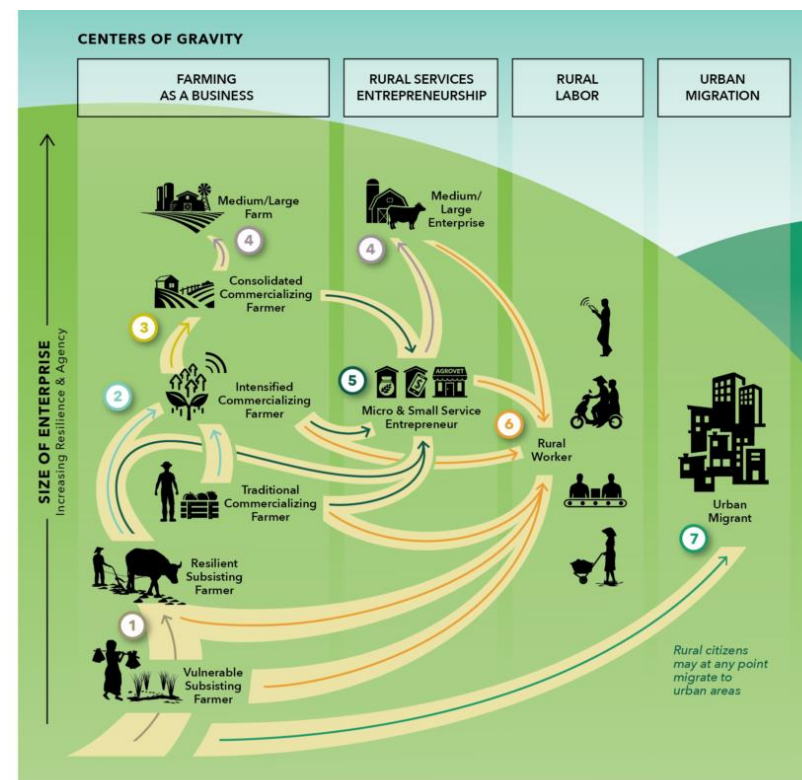 CENTERS OF GRAVITY
FARMING
AS A BUSINESS
RURAL SERVICES
ENTREPRENEURSHIP
RURAL
LABOR
URBAN
MIGRATION
SIZE OF ENTERPRISE
Increasing Resilience & Agency
Medium/Large
Farm
4
Medium/
Large
Enterprise
4
Consolidated
Commercializing
Farmer
3
2
Intensified
Commercializing
Farmer
5
AGROVET
$
Micro & Small Service
Entrepreneur
6
Rural
Worker
Traditional
Commercializing
Farmer
Urban
Migrant
7
Resilient
Subsisting
Farmer
1
Vulnerable
Subsisting
Farmer
Rural citizens
may at any point
migrate to
urban areas